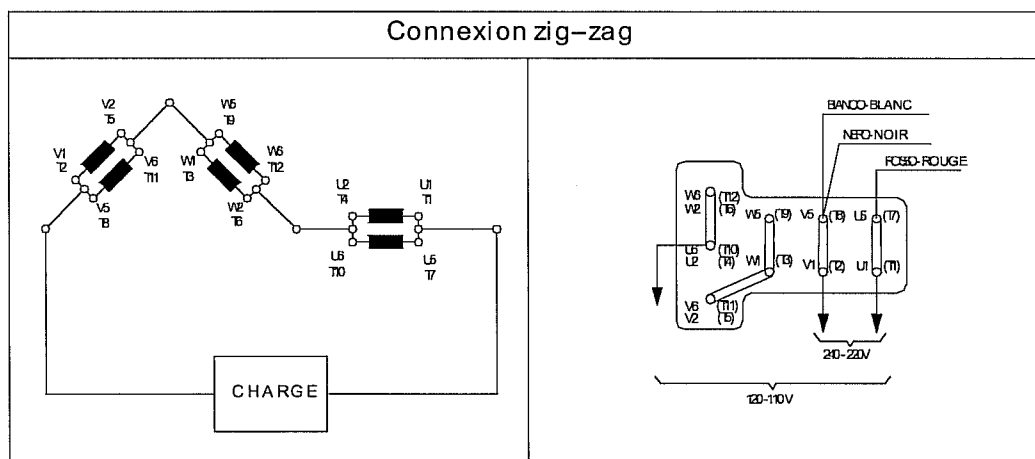 Connexion zig–zag
V2
T5
V1
T2
V6
T11
V5
T8
W5
T9
W1
T3
W6
T12
W2
T6
U2
T4
U1
T1
U6
T10
U5
T7
CHARGE
BIANCO-BLANC
NERO-NOIR
ROSSO-ROUGE
W6 (T12)
W2 (T6)
W5 (T9)
V5 (T8)
U5 (T7)
U6 (T10)
U2 (T4)
W1 (T3)
V1 (T2)
U1 (T1)
V6 (T11)
V2 (T5)
240-220V
120-110V